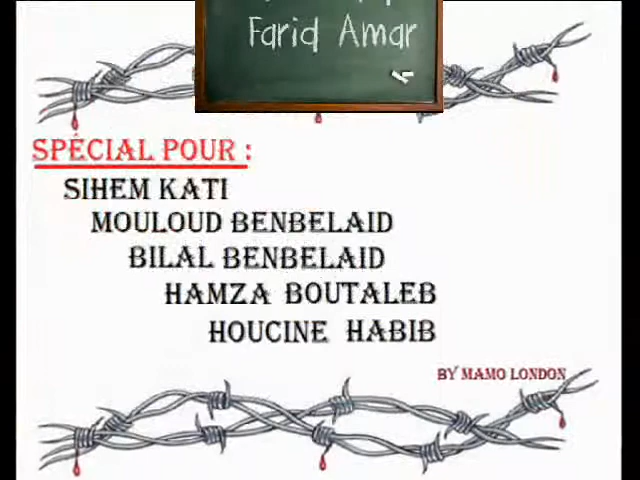 Farid Amar
SPÉCIAL POUR :
SIHEM KATI
MOULOUD BENBELAID
BILAL BENBELAID
HAMZA BOUTALEB
HOUCINE HABIB
BY MAMO LONDON